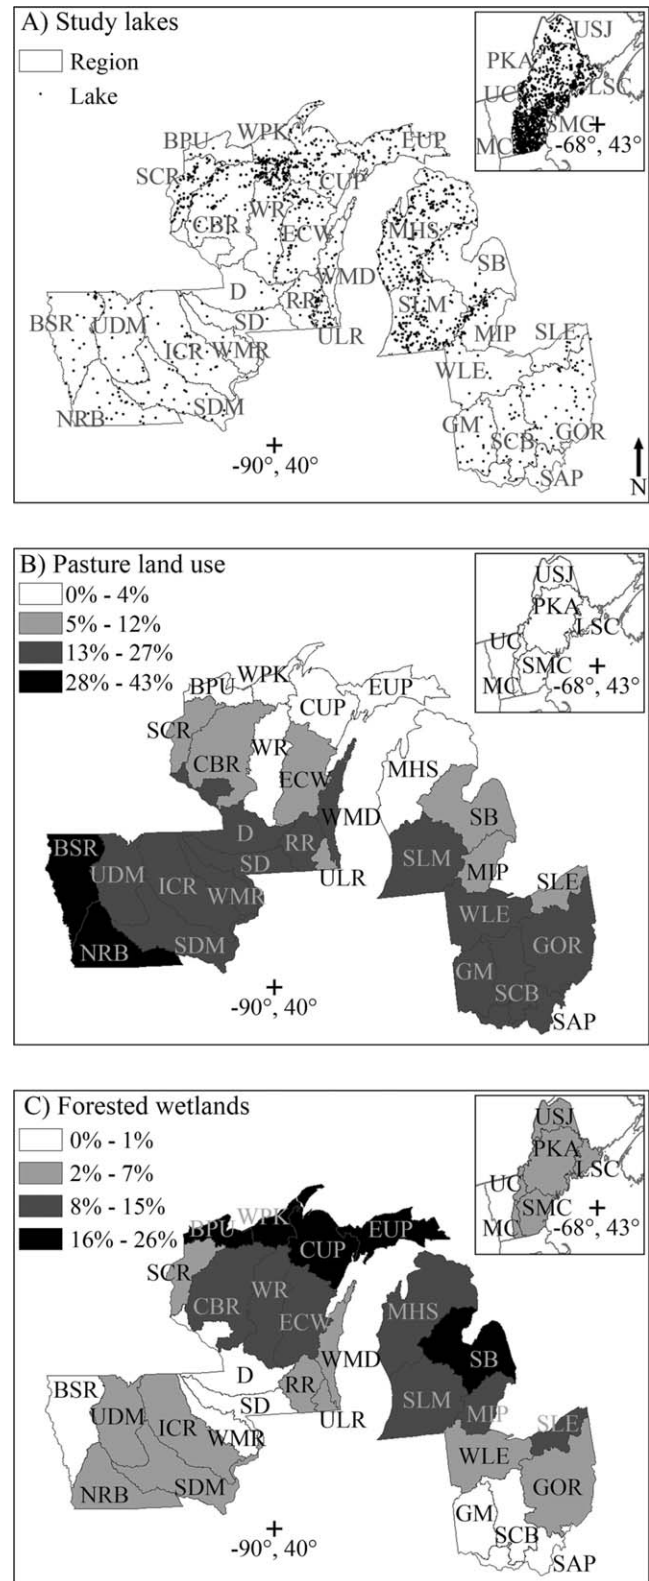 A) Study lakes
Region
Lake
USJ
PKA
UC
LSC
SMC
MC
-68°, 43°
BPU
WPK
EUP
SCR
CUP
CBR
WR
ECW
MHS
SB
WMD
D
RR
SLM
BSR
UDM
SD
ULR
MIP
SLE
ICR
WMR
WLE
NRB
SDM
GM
SCB
GOR
SAP
-90°, 40°
N
B) Pasture land use
0% - 4%
5% - 12%
13% - 27%
28% - 43%
USJ
PKA
LSC
UC
SMC
MC
-68°, 43°
BPU
WPK
EUP
SCR
CUP
CBR
WR
ECW
MHS
WMD
SB
D
RR
BSR
UDM
ICR
SD
SLM
MIP
ULR
WMR
SLE
WLE
NRB
SDM
GOR
GM
SCB
SAP
-90°, 40°
C) Forested wetlands
0% - 1%
2% - 7%
8% - 15%
16% - 26%
USJ
PKA
LSC
UC
SMC
MC
-68°, 43°
BPU
WPK
EUP
CUP
SCR
CBR
WR
ECW
MHS
WMD
SB
D
RR
BSR
SD
SLM
MIP
UDM
ICR
ULR
SLE
WMR
WLE
NRB
SDM
GOR
GM
SCB
SAP
-90°, 40°